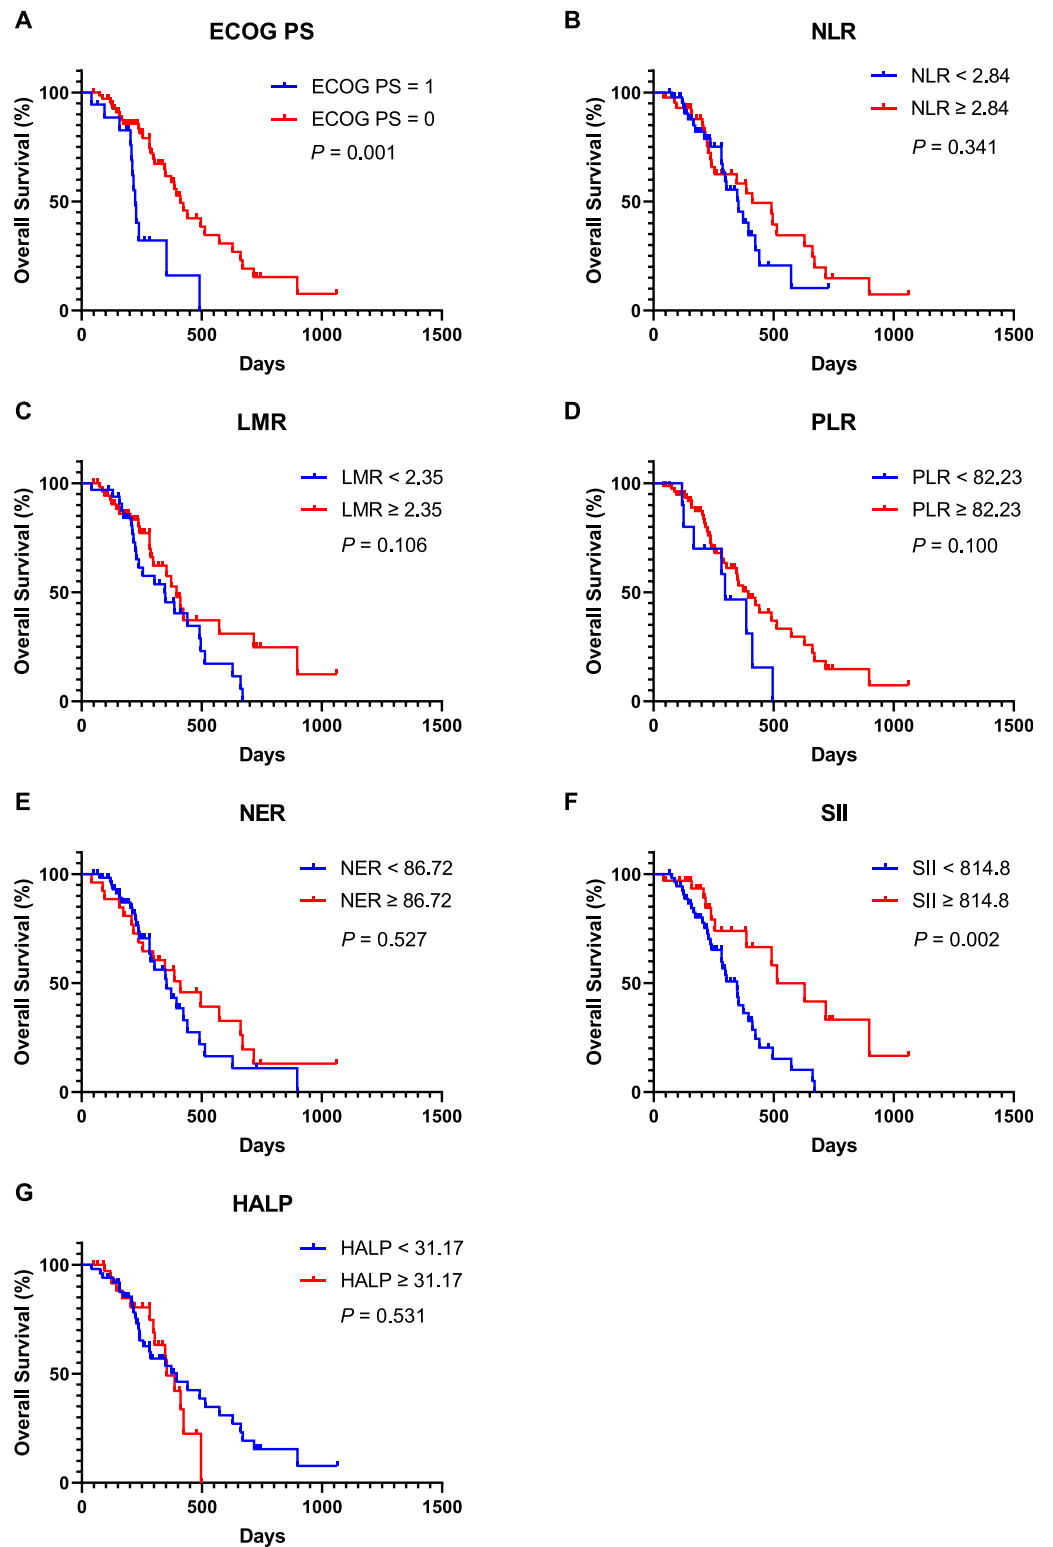 A
ECOG PS
ECOG PS = 1
ECOG PS = 0
P = 0.001
Overall Survival (%)
100
50
0
0 500 1000 1500
Days
B
NLR
NLR < 2.84
NLR ≥ 2.84
P = 0.341
Overall Survival (%)
100
50
0
0 500 1000 1500
Days
C
LMR
LMR < 2.35
LMR ≥ 2.35
P = 0.106
Overall Survival (%)
100
50
0
0 500 1000 1500
Days
D
PLR
PLR < 82.23
PLR ≥ 82.23
P = 0.100
Overall Survival (%)
100
50
0
0 500 1000 1500
Days
E
NER
NER < 86.72
NER ≥ 86.72
P = 0.527
Overall Survival (%)
100
50
0
0 500 1000 1500
Days
F
SII
SII < 814.8
SII ≥ 814.8
P = 0.002
Overall Survival (%)
100
50
0
0 500 1000 1500
Days
G
HALP
HALP < 31.17
HALP ≥ 31.17
P = 0.531
Overall Survival (%)
100
50
0
0 500 1000 1500
Days